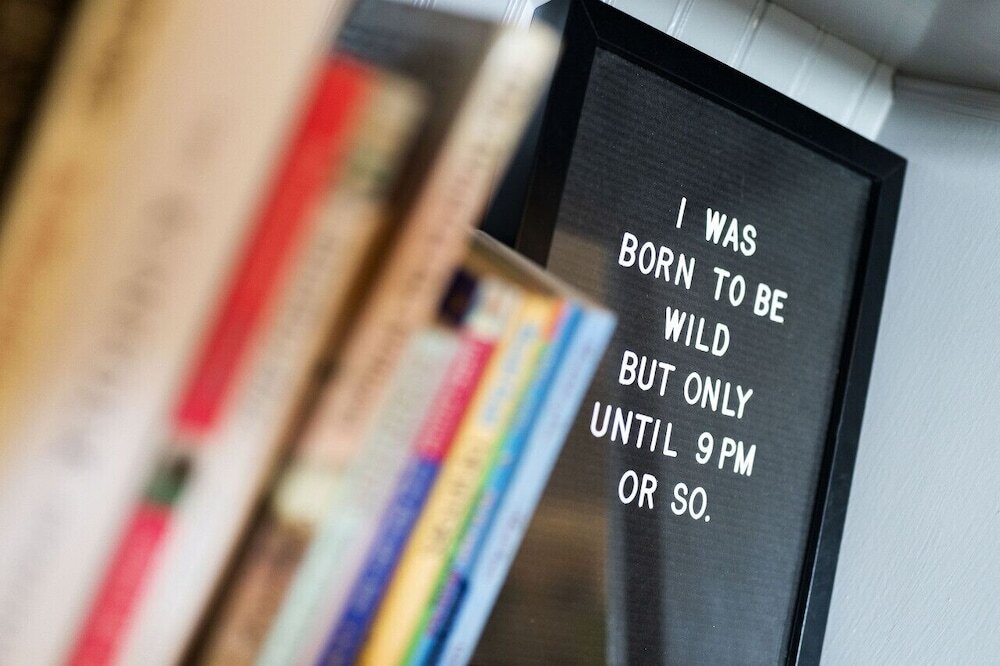 I WAS
BORN TO BE
WILD
BUT ONLY
UNTIL 9 PM
OR SO.